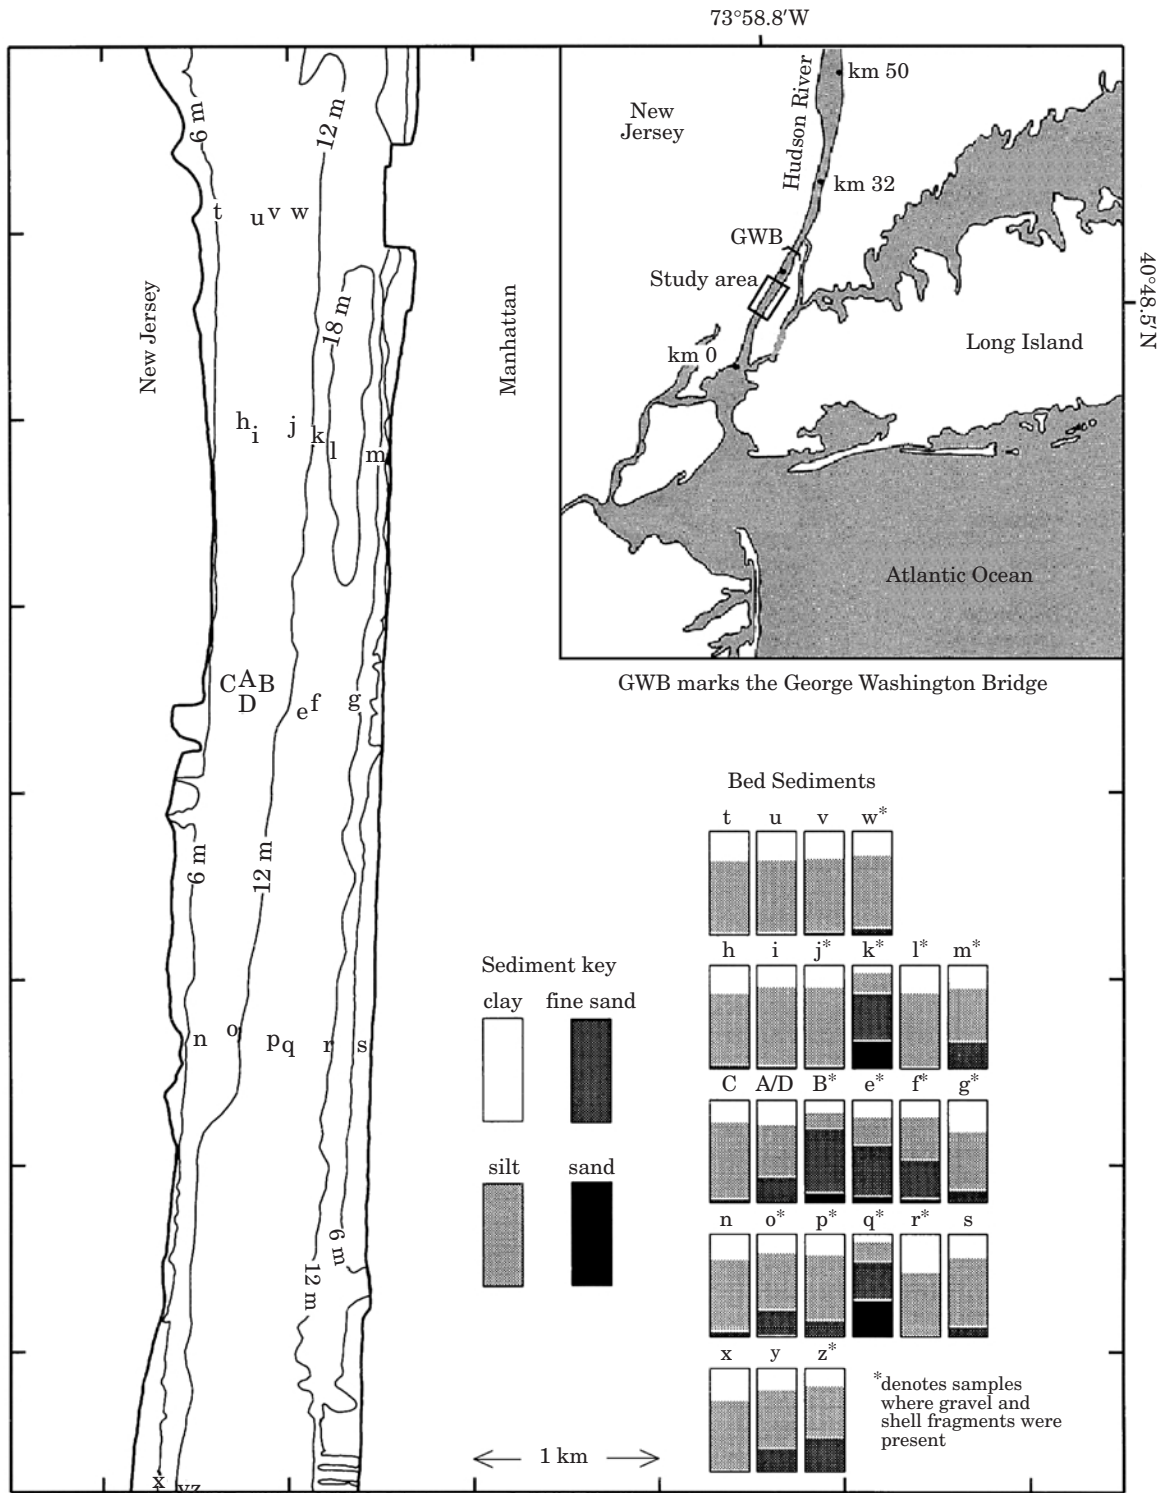 73°58.8′W
km 50
New
Jersey
Hudson River
km 32
GWB
Study area
km 0
Long Island
40°48.5′N
Atlantic Ocean
GWB marks the George Washington Bridge
6 m
12 m
t u v w
18 m
New Jersey
Manhattan
h i j k l m
C A B
D e f g
6 m
12 m
n o p q r s
6 m
12 m
x y z
Sediment key
clay fine sand
silt sand
1 km
Bed Sediments
t u v w*
h i j* k* l* m*
C A/D B* e* f* g*
n o* p* q* r* s
x y z*
*denotes samples
where gravel and
shell fragments were
present